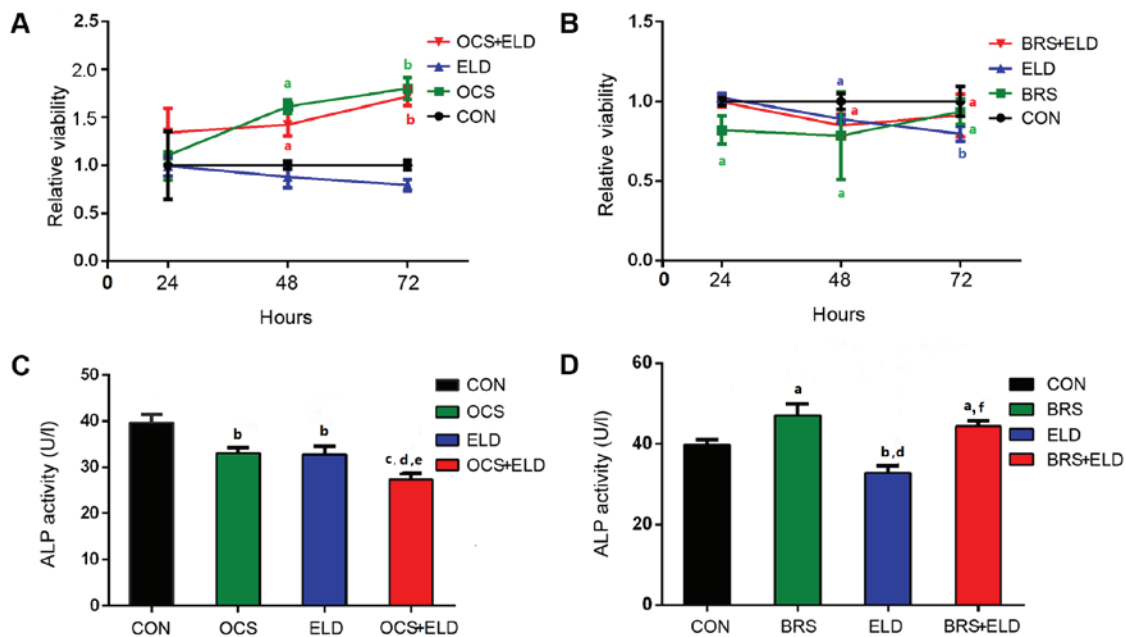 A
Relative viability
2.5
2.0
1.5
1.0
0.5
0.0
0
24
48
72
Hours
a
b
a
b
OCS+ELD
ELD
OCS
CON
B
Relative viability
1.5
1.0
0.5
0.0
0
24
48
72
Hours
a
a
a
a
a
a
b
BRS+ELD
ELD
BRS
CON
C
ALP activity (U/l)
50
40
30
20
10
0
b
b
c, d,e
CON
OCS
ELD
OCS+ELD
CON
OCS
ELD
OCS+ELD
D
ALP activity (U/l)
60
40
20
0
a
b,d
a,f
CON
BRS
ELD
BRS+ELD
CON
BRS
ELD
BRS+ELD